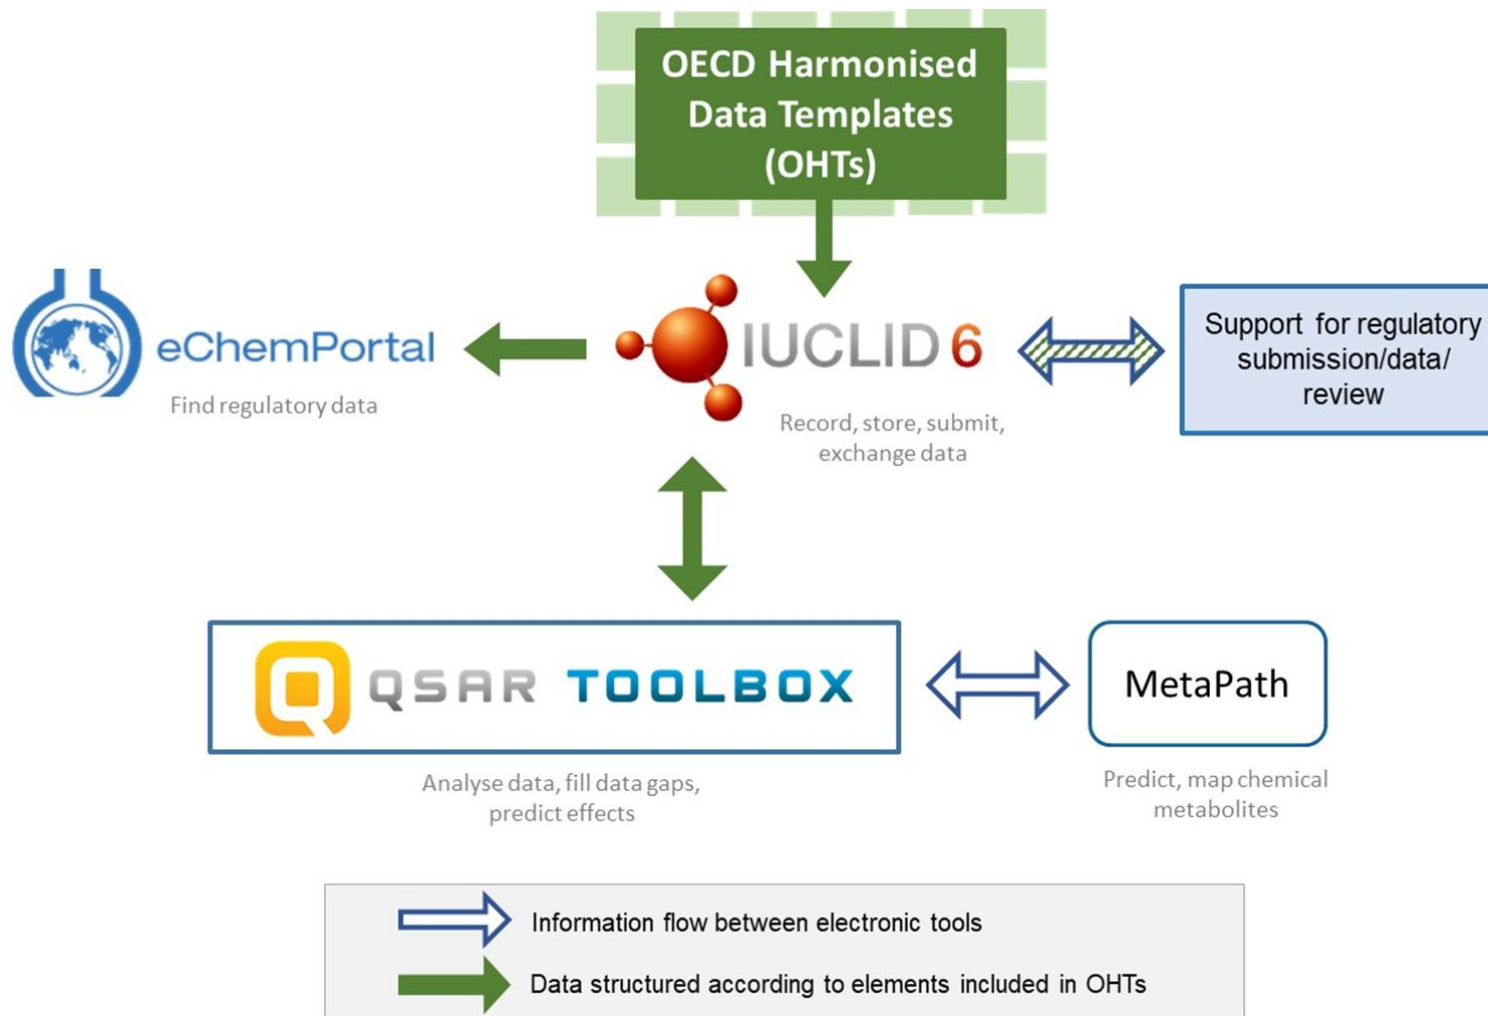 OECD Harmonised
Data Templates
(OHTs)
eChemPortal
Find regulatory data
IUCLID 6
Record, store, submit,
exchange data
Support for regulatory
submission/data/
review
QSAR TOOLBOX
Analyse data, fill data gaps,
predict effects
MetaPath
Predict, map chemical
metabolites
Information flow between electronic tools
Data structured according to elements included in OHTs